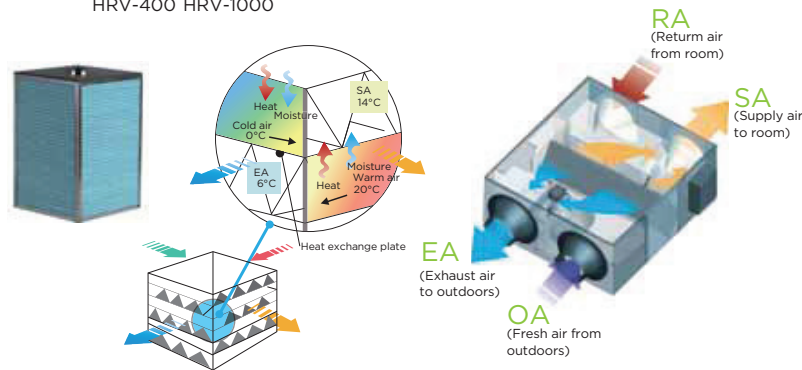 HRV-400 HRV-1000
Heat
Moisture
Cold air
0°C
SA
14°C
EA
6°C
Moisture
Warm air
20°C
Heat
Heat exchange plate
RA
(Returm air
from room)
SA
(Supply air
to room)
EA
(Exhaust air
to outdoors)
OA
(Fresh air from
outdoors)